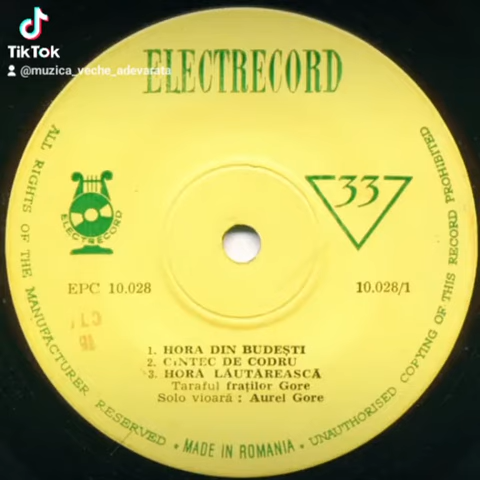 TikTok
@muzica_veche_adevarata
ELECTRECORD
ELECTRECORD
33
EPC 10.028
10.028/1
1. HORA DIN BUDEȘTI
2. CÎNTEC DE CODRU
3. HORA LĂUTĂREASCĂ
Taraful fraților Gore
Solo vioară : Aurel Gore
ALL RIGHTS OF THE MANUFACTURER RESERVED • MADE IN ROMANIA • UNAUTHORISED COPYING OF THIS RECORD PROHIBITED